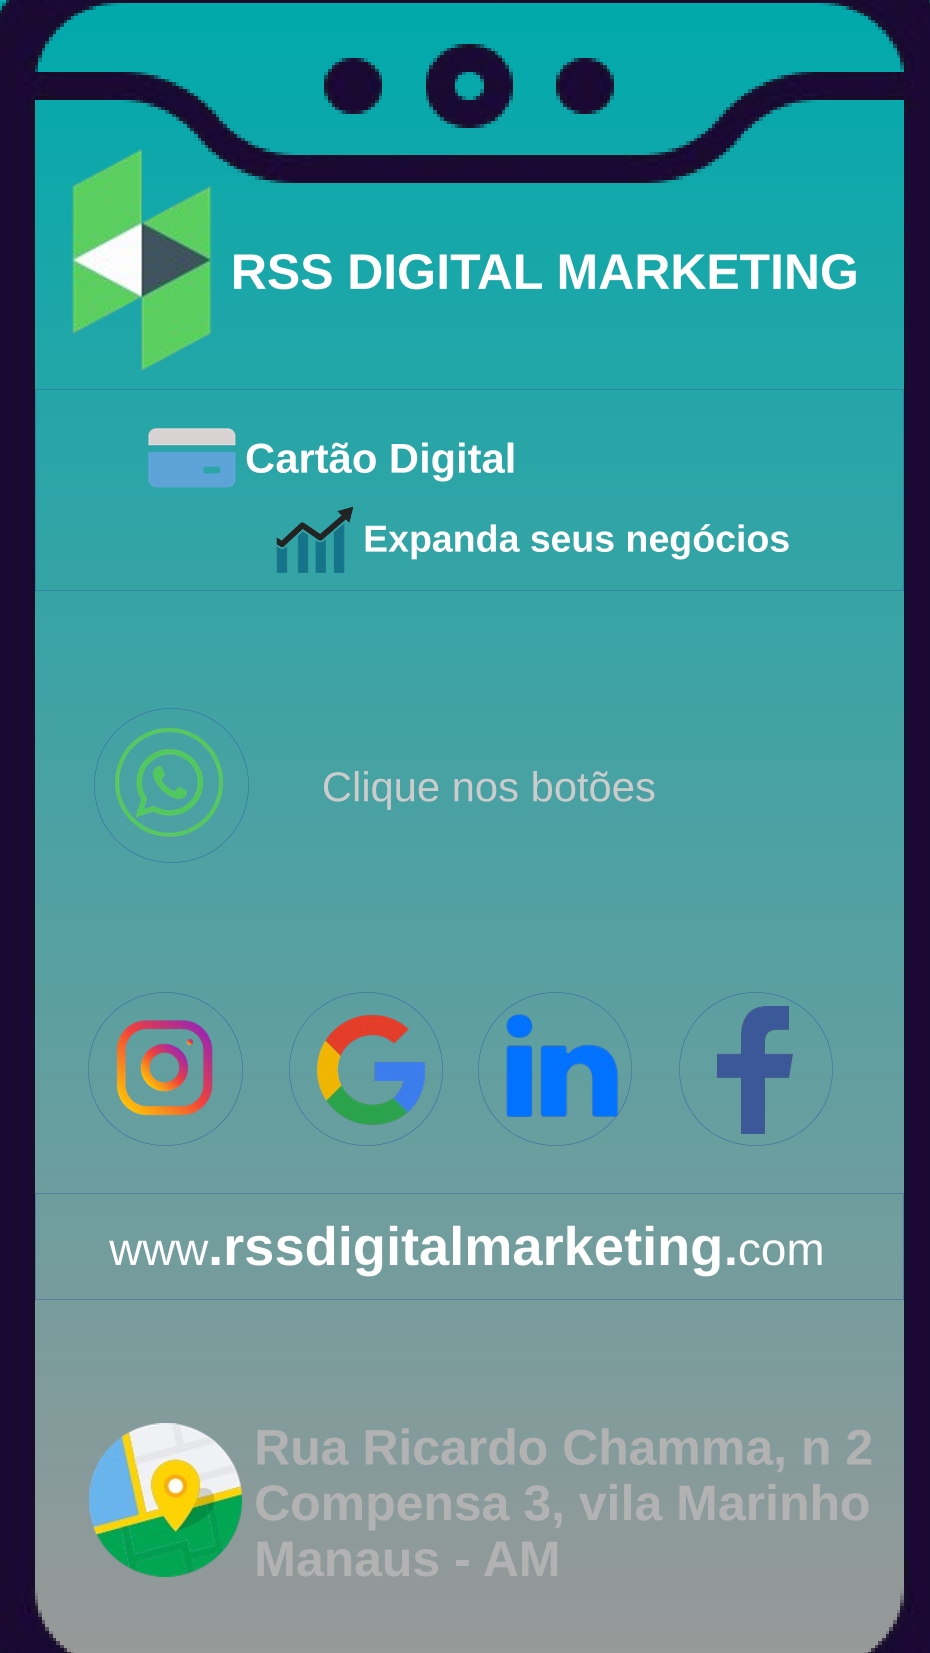 RSS DIGITAL MARKETING
Cartão Digital
Expanda seus negócios
Clique nos botões
www.rssdigitalmarketing.com
Rua Ricardo Chamma, n 2
Compensa 3, vila Marinho
Manaus - AM